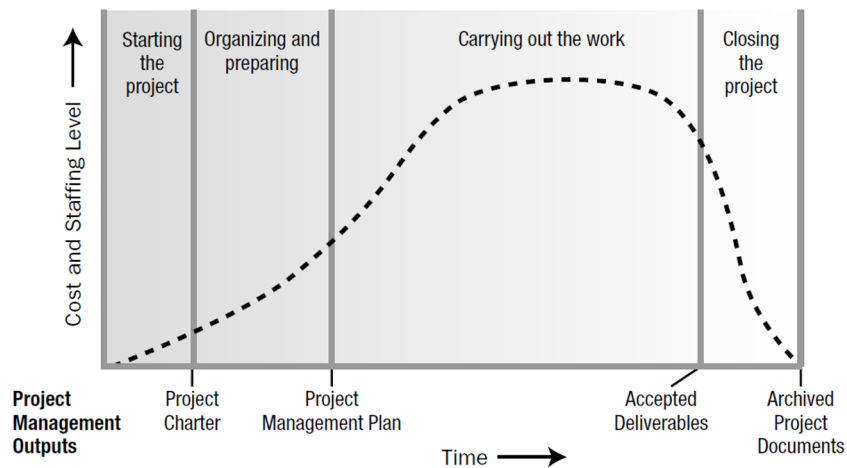 Starting
the
project
Organizing and
preparing
Carrying out the work
Closing
the
project
Cost and Staffing Level
Project
Management
Outputs
Project
Charter
Project
Management Plan
Accepted
Deliverables
Archived
Project
Documents
Time